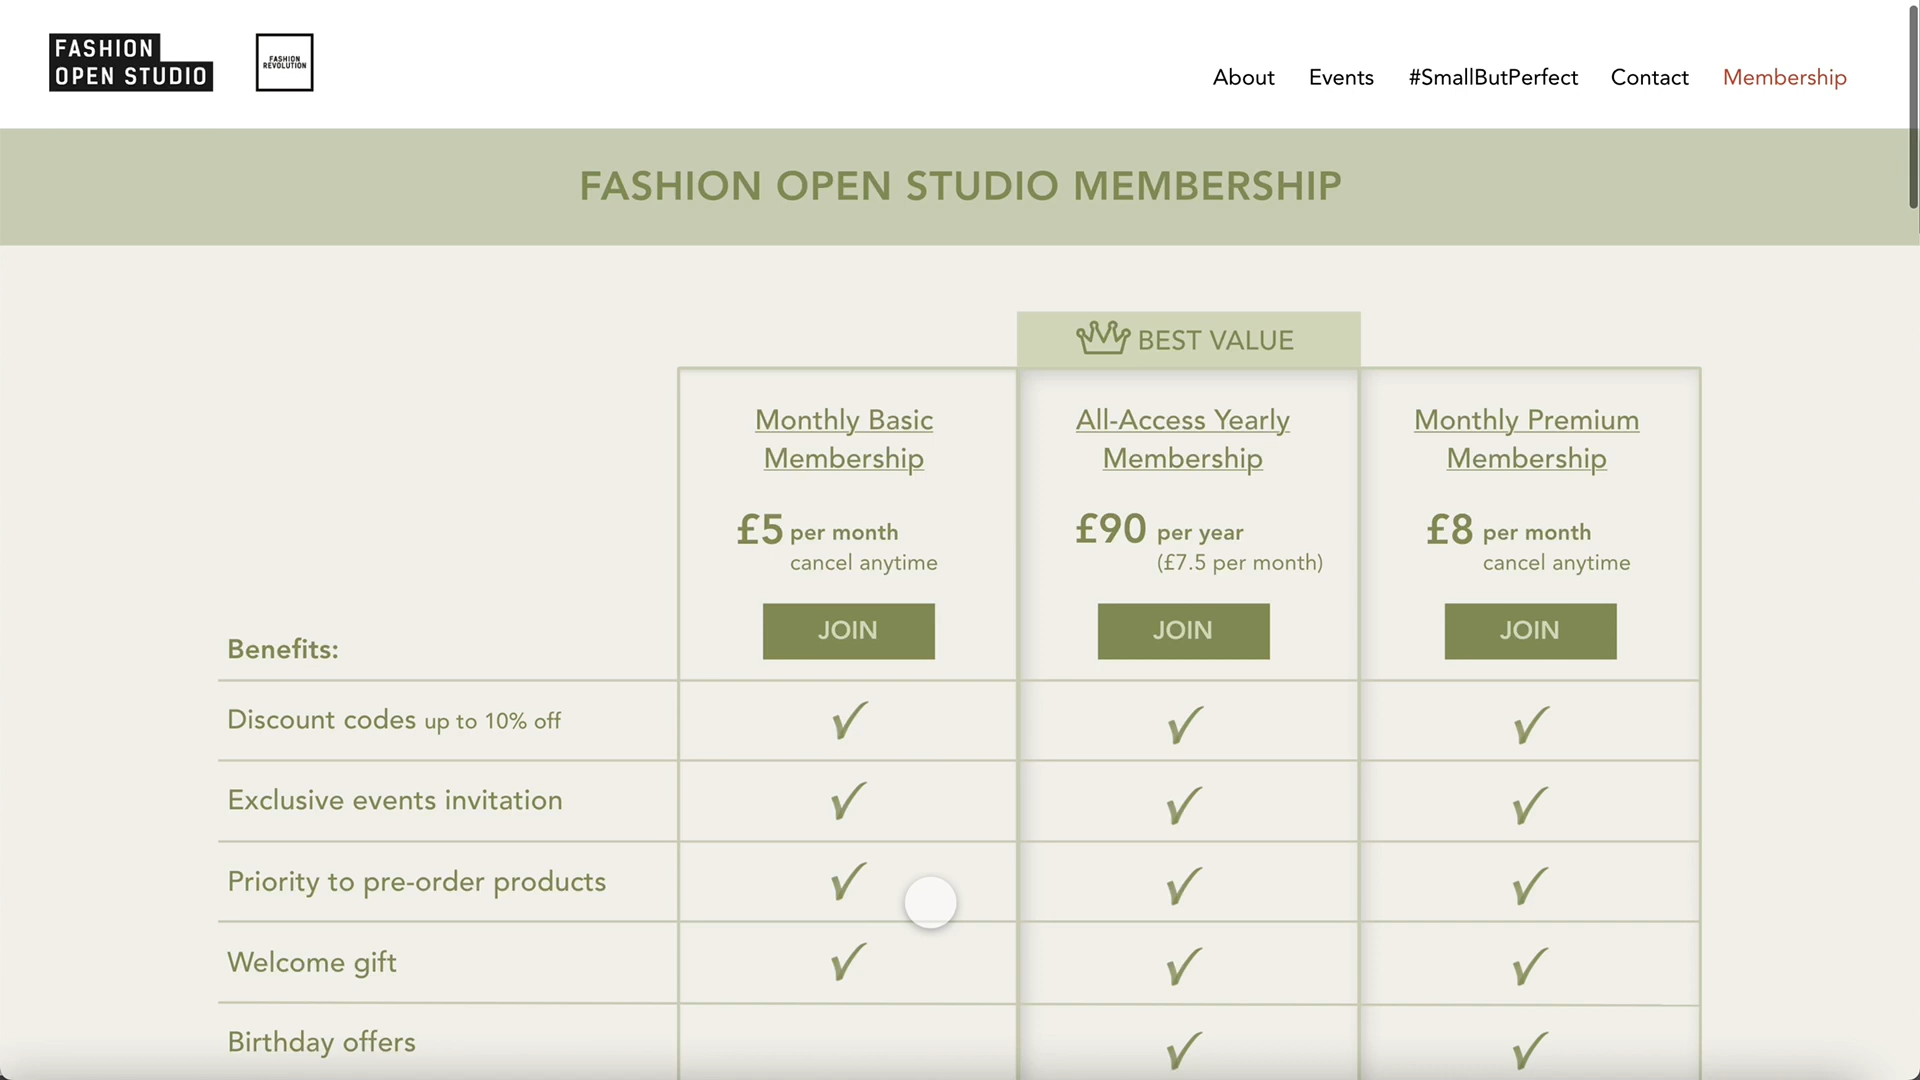 FASHION
OPEN STUDIO
FASHION
REVOLUTION
About Events #SmallButPerfect Contact Membership
FASHION OPEN STUDIO MEMBERSHIP
BEST VALUE
Monthly Basic
Membership
£5 per month
cancel anytime
JOIN
All-Access Yearly
Membership
£90 per year
(£7.5 per month)
JOIN
Monthly Premium
Membership
£8 per month
cancel anytime
JOIN
Benefits:
Discount codes up to 10% off
Exclusive events invitation
Priority to pre-order products
Welcome gift
Birthday offers